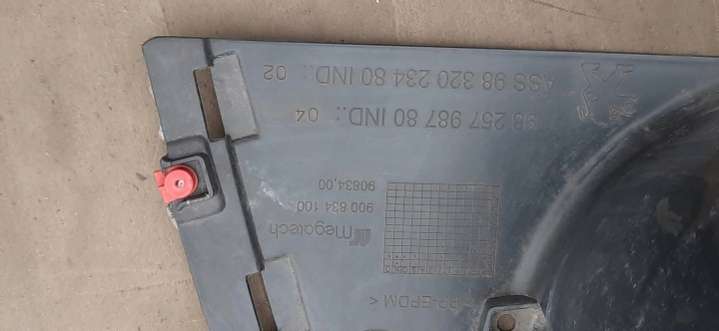 >PP-EPDM<
megatech
900 834 100
90834.00
98 267 987 80 IND.: 04
ASS 98 320 234 80 IND.: 02